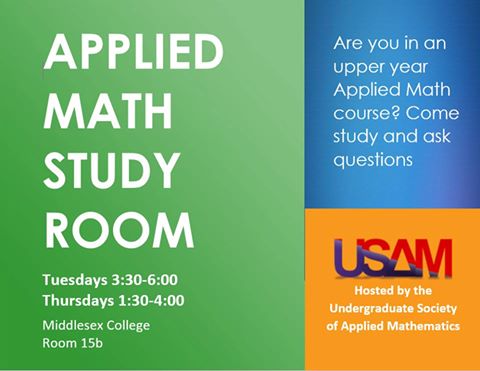 APPLIED
MATH
STUDY
ROOM
Tuesdays 3:30-6:00
Thursdays 1:30-4:00
Middlesex College
Room 15b
Are you in an
upper year
Applied Math
course? Come
study and ask
questions
USAM
Hosted by the
Undergraduate Society
of Applied Mathematics